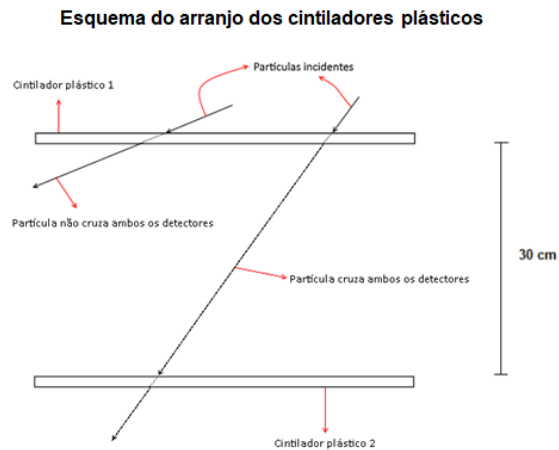 Esquema do arranjo dos cintiladores plásticos
Partículas incidentes
Cintilador plástico 1
Partícula não cruza ambos os detectores
30 cm
Partícula cruza ambos os detectores
Cintilador plástico 2